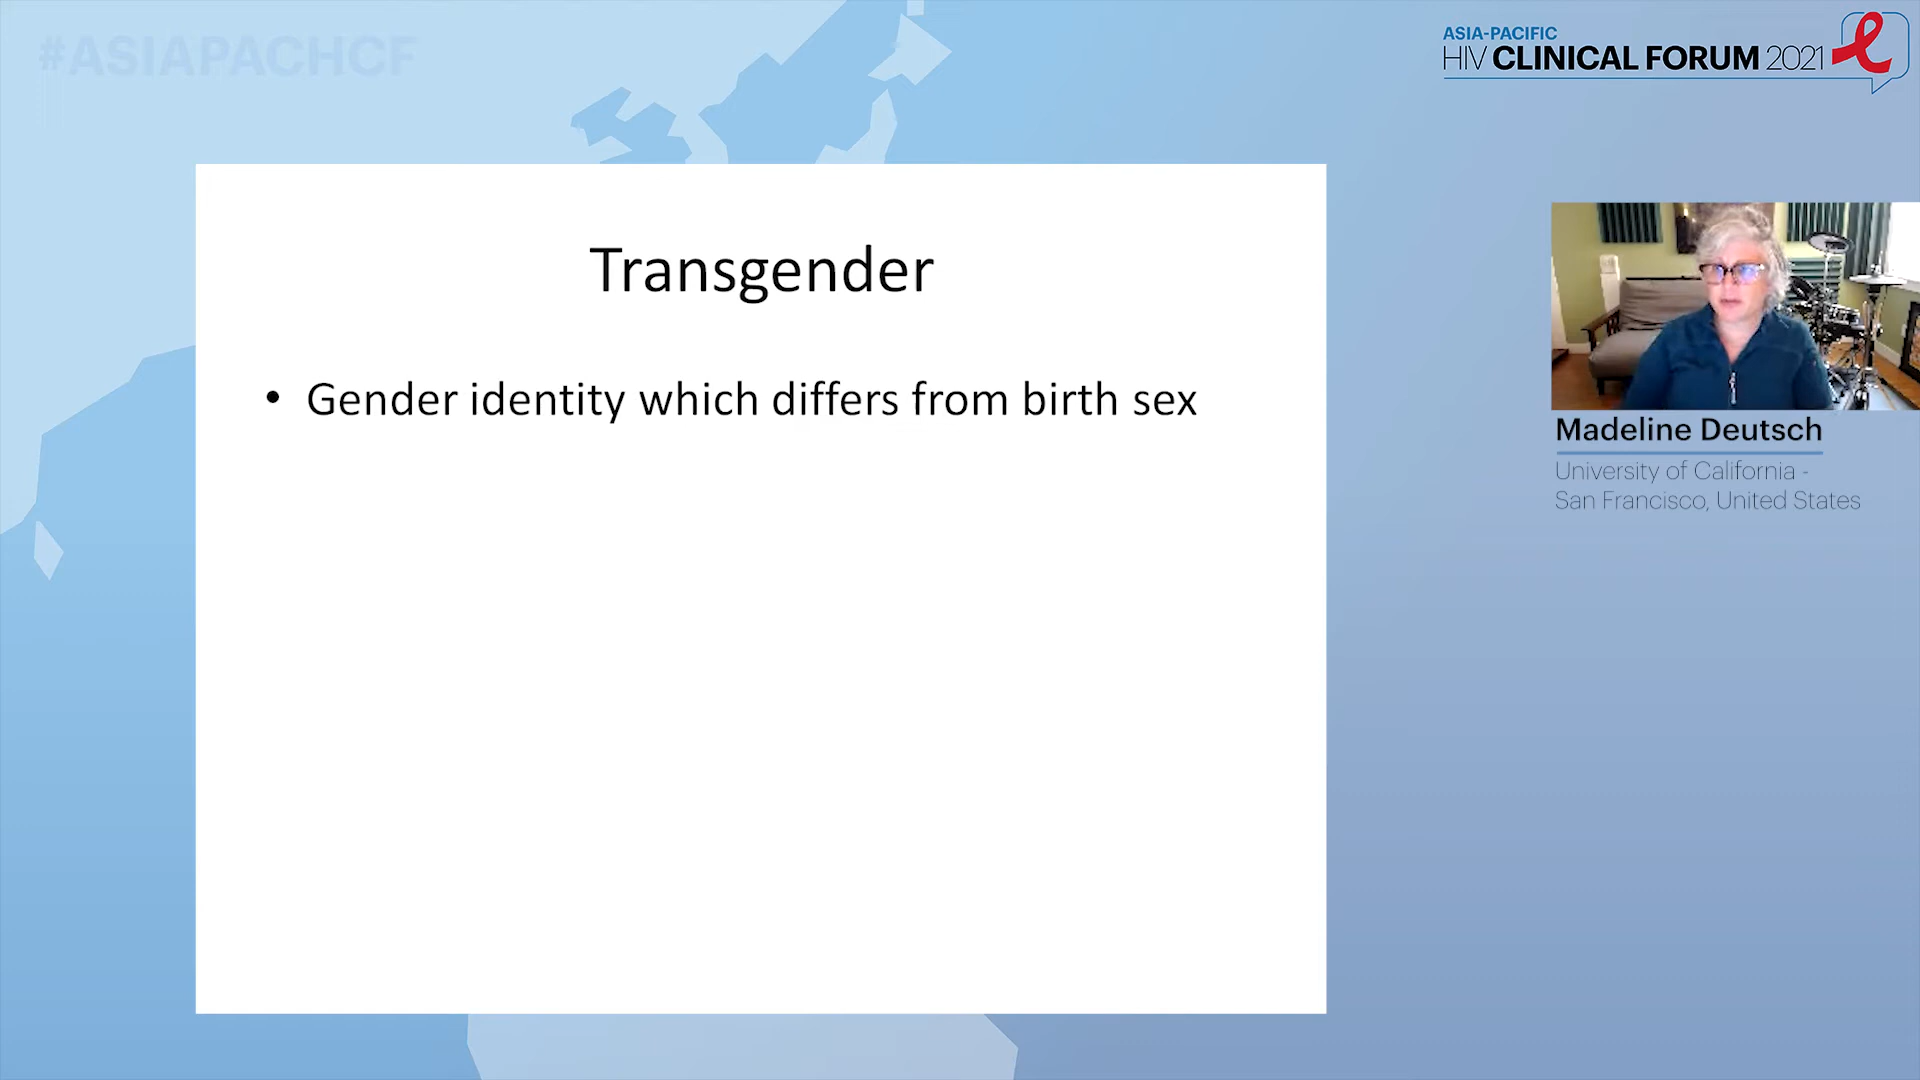 #ASIAPACHCF
ASIA-PACIFIC
HIV CLINICAL FORUM 2021
Transgender
• Gender identity which differs from birth sex
Madeline Deutsch
University of California -
San Francisco, United States